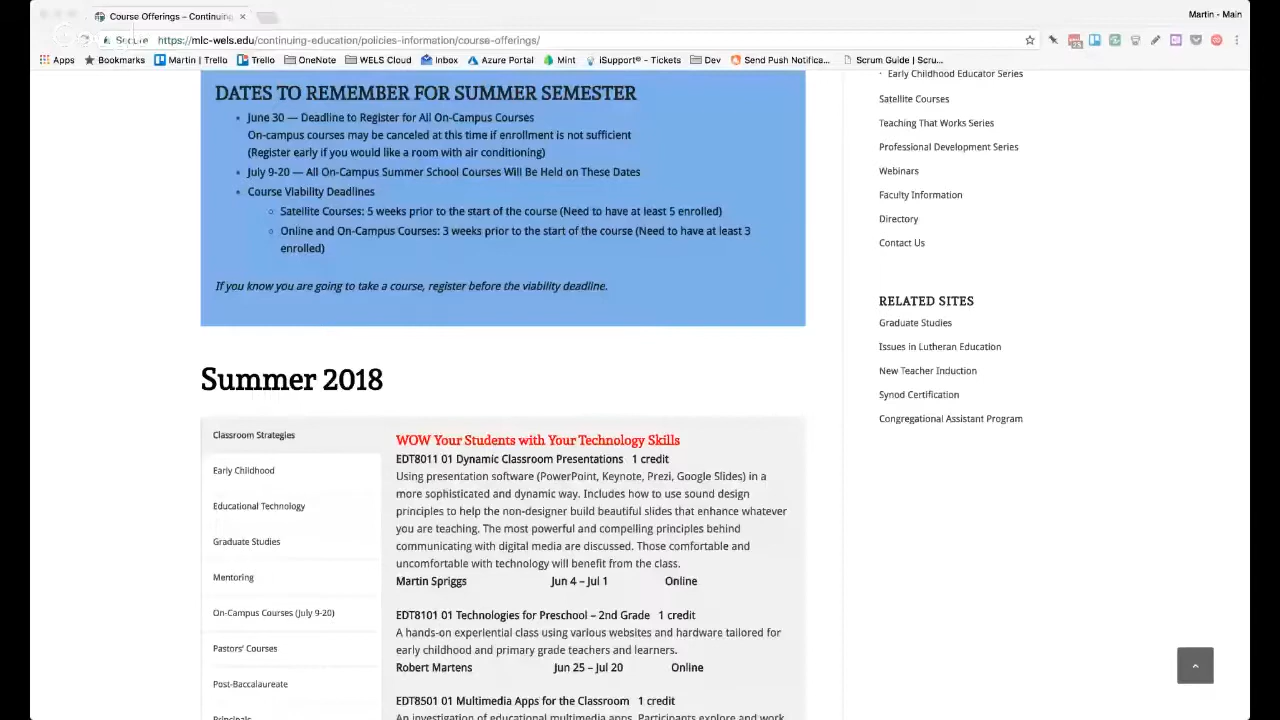 Course Offerings – Continuing
Martin - Main
Secure
https://mlc-wels.edu/continuing-education/policies-information/course-offerings/
Apps
Bookmarks
Martin | Trello
Trello
OneNote
WELS Cloud
Inbox
Azure Portal
Mint
iSupport® - Tickets
Dev
Send Push Notifica...
Scrum Guide | Scru...
DATES TO REMEMBER FOR SUMMER SEMESTER
June 30 — Deadline to Register for All On-Campus Courses
On-campus courses may be canceled at this time if enrollment is not sufficient
(Register early if you would like a room with air conditioning)
July 9-20 — All On-Campus Summer School Courses Will Be Held on These Dates
Course Viability Deadlines
Satellite Courses: 5 weeks prior to the start of the course (Need to have at least 5 enrolled)
Online and On-Campus Courses: 3 weeks prior to the start of the course (Need to have at least 3
enrolled)
If you know you are going to take a course, register before the viability deadline.
Summer 2018
Classroom Strategies
Early Childhood
Educational Technology
Graduate Studies
Mentoring
On-Campus Courses (July 9-20)
Pastors' Courses
Post-Baccalaureate
Principals
WOW Your Students with Your Technology Skills
EDT8011 01 Dynamic Classroom Presentations 1 credit
Using presentation software (PowerPoint, Keynote, Prezi, Google Slides) in a
more sophisticated and dynamic way. Includes how to use sound design
principles to help the non-designer build beautiful slides that enhance whatever
you are teaching. The most powerful and compelling principles behind
communicating with digital media are discussed. Those comfortable and
uncomfortable with technology will benefit from the class.
Martin Spriggs Jun 4 – Jul 1 Online
EDT8101 01 Technologies for Preschool – 2nd Grade 1 credit
A hands-on experiential class using various websites and hardware tailored for
early childhood and primary grade teachers and learners.
Robert Martens Jun 25 – Jul 20 Online
EDT8501 01 Multimedia Apps for the Classroom 1 credit
An investigation of educational multimedia apps. Participants explore and work
Early Childhood Educator Series
Satellite Courses
Teaching That Works Series
Professional Development Series
Webinars
Faculty Information
Directory
Contact Us
RELATED SITES
Graduate Studies
Issues in Lutheran Education
New Teacher Induction
Synod Certification
Congregational Assistant Program